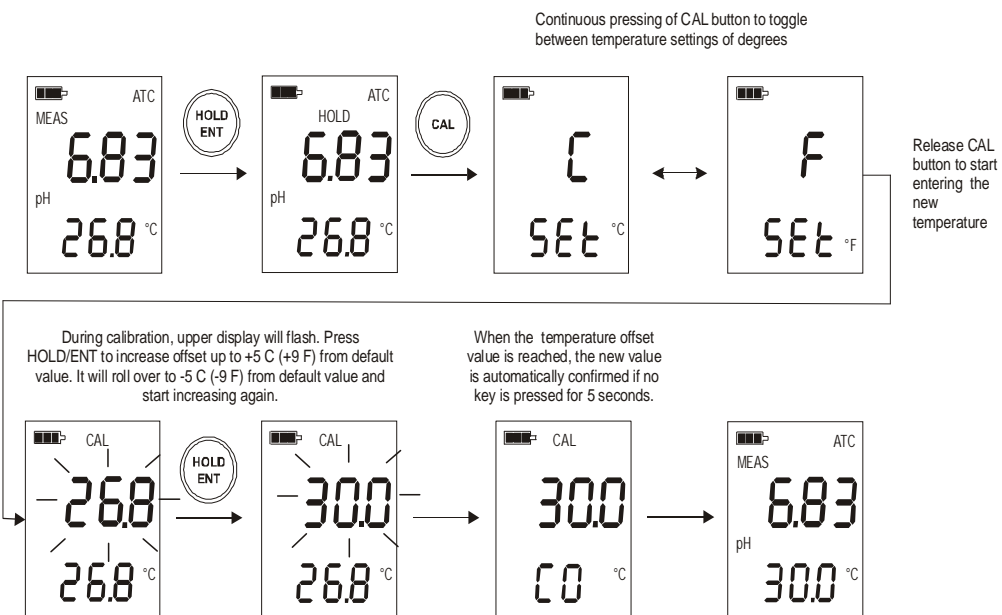 Continuous pressing of CAL button to toggle
between temperature settings of degrees
ATC
MEAS
6.83
pH
26.8 °C
HOLD
ENT
ATC
HOLD
6.83
pH
26.8 °C
CAL
C
SEt °C
F
SEt °F
Release CAL
button to start
entering the
new
temperature
During calibration, upper display will flash. Press
HOLD/ENT to increase offset up to +5 C (+9 F) from default
value. It will roll over to -5 C (-9 F) from default value and
start increasing again.
When the temperature offset
value is reached, the new value
is automatically confirmed if no
key is pressed for 5 seconds.
CAL
26.8
26.8 °C
HOLD
ENT
CAL
30.0
26.8 °C
CAL
30.0
CO °C
ATC
MEAS
6.83
pH
30.0 °C